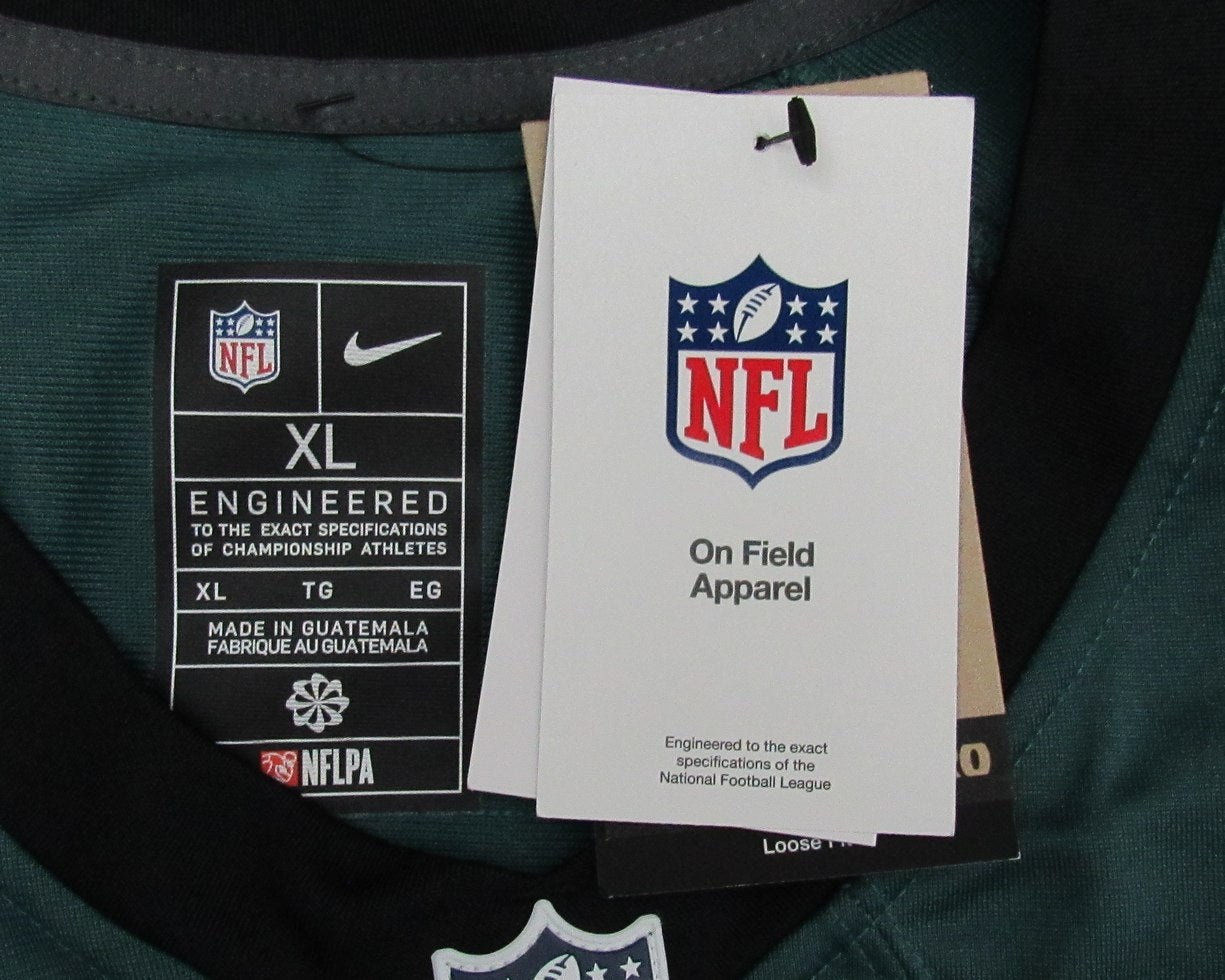 NFL
XL
ENGINEERED
TO THE EXACT SPECIFICATIONS
OF CHAMPIONSHIP ATHLETES
XL TG EG
MADE IN GUATEMALA
FABRIQUE AU GUATEMALA
NFLPA
NFL
On Field
Apparel
Engineered to the exact
specifications of the
National Football League
Loose